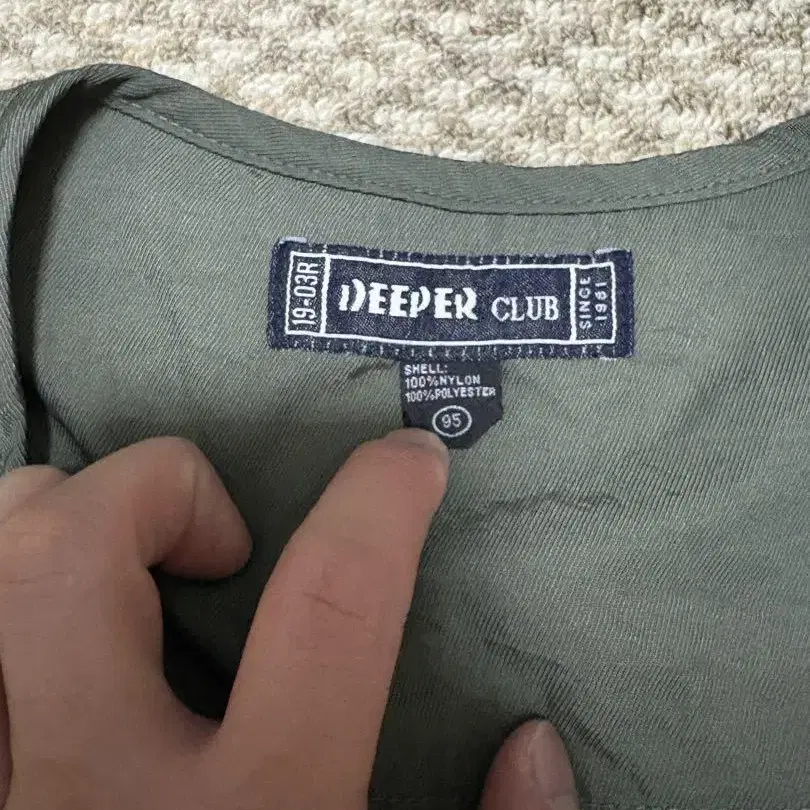 19-03R
DEEPER CLUB
SINCE
1961
SHELL:
100%NYLON
100%POLYESTER
95